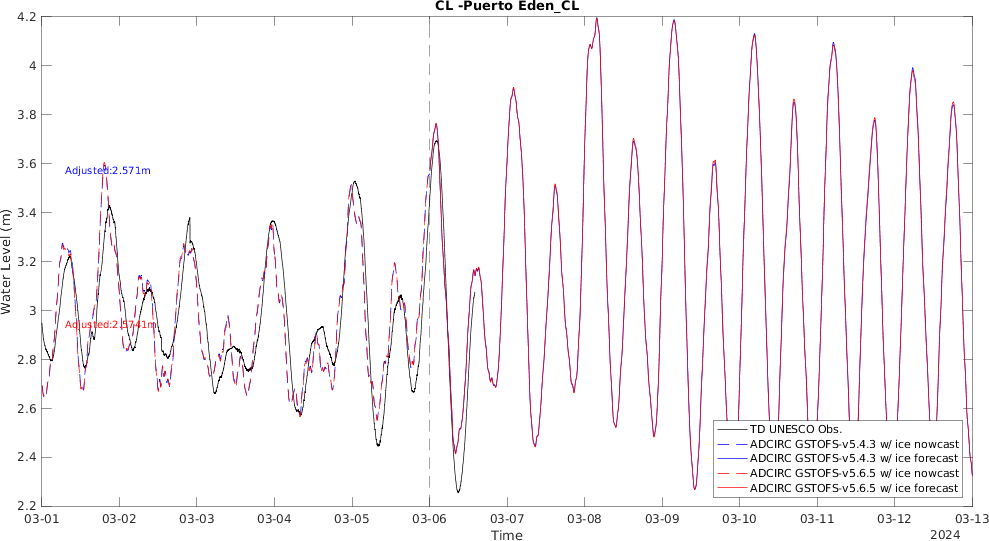 CL -Puerto Eden_CL
4.2
4
3.8
3.6
3.4
3.2
3
2.8
2.6
2.4
2.2
Water Level (m)
Adjusted:2.571m
Adjusted:2.5741m
TD UNESCO Obs.
ADCIRC GSTOFS-v5.4.3 w/ ice nowcast
ADCIRC GSTOFS-v5.4.3 w/ ice forecast
ADCIRC GSTOFS-v5.6.5 w/ ice nowcast
ADCIRC GSTOFS-v5.6.5 w/ ice forecast
03-01 03-02 03-03 03-04 03-05 03-06 03-07 03-08 03-09 03-10 03-11 03-12 03-13
Time
2024